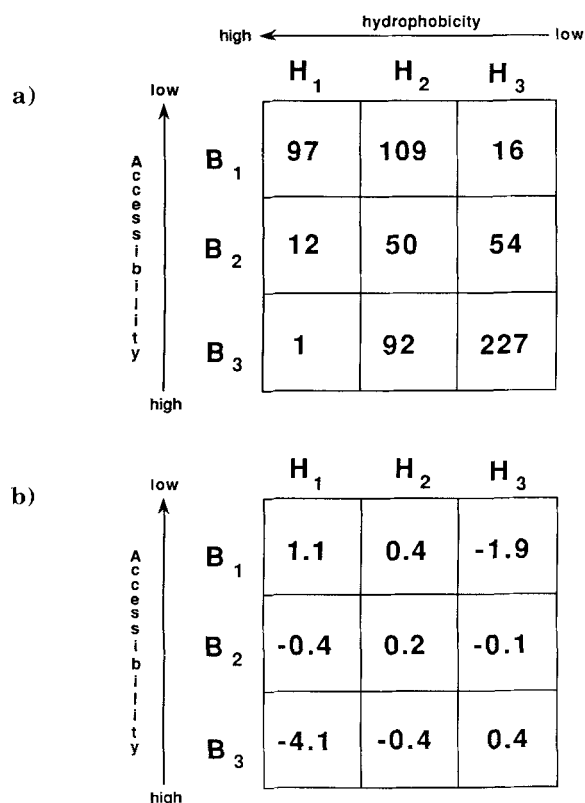 hydrophobicity
high low
H1 H2 H3
a)
low
Accessibility
high
B1 97 109 16
B2 12 50 54
B3 1 92 227
H1 H2 H3
b)
low
Accessibility
high
B1 1.1 0.4 -1.9
B2 -0.4 0.2 -0.1
B3 -4.1 -0.4 0.4